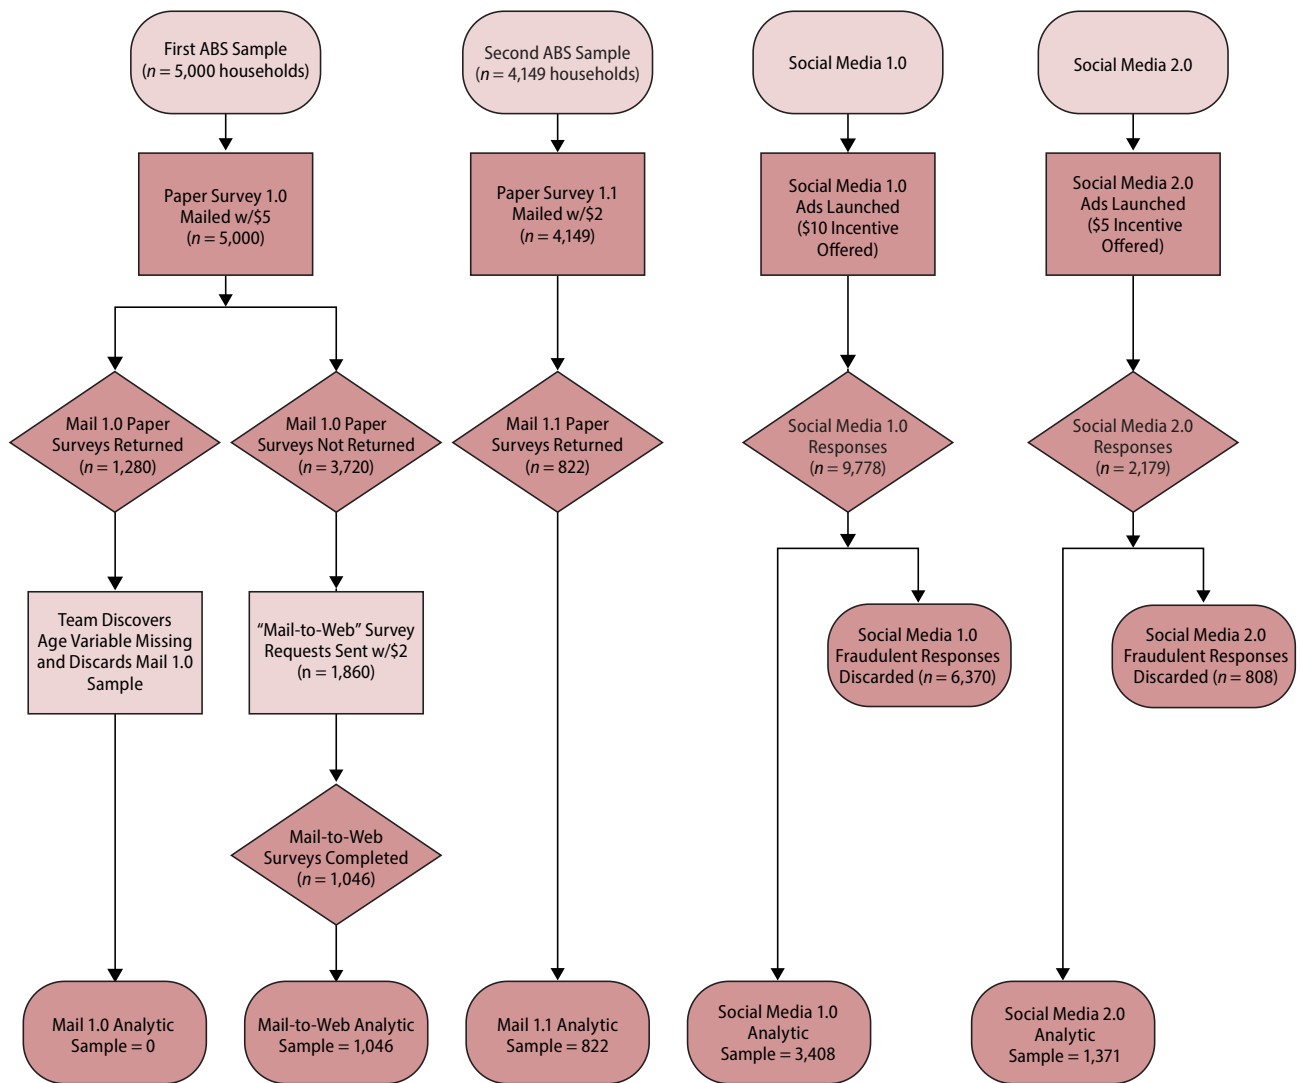 First ABS Sample
(n = 5,000 households)
Second ABS Sample
(n = 4,149 households)
Social Media 1.0
Social Media 2.0
Paper Survey 1.0
Mailed w/$5
(n = 5,000)
Paper Survey 1.1
Mailed w/$2
(n = 4,149)
Social Media 1.0
Ads Launched
($10 Incentive
Offered)
Social Media 2.0
Ads Launched
($5 Incentive
Offered)
Mail 1.0 Paper
Surveys Returned
(n = 1,280)
Mail 1.0 Paper
Surveys Not Returned
(n = 3,720)
Mail 1.1 Paper
Surveys Returned
(n = 822)
Social Media 1.0
Responses
(n = 9,778)
Social Media 2.0
Responses
(n = 2,179)
Team Discovers
Age Variable Missing
and Discards Mail 1.0
Sample
“Mail-to-Web” Survey
Requests Sent w/$2
(n = 1,860)
Social Media 1.0
Fraudulent Responses
Discarded (n = 6,370)
Social Media 2.0
Fraudulent Responses
Discarded (n = 808)
Mail-to-Web
Surveys Completed
(n = 1,046)
Mail 1.0 Analytic
Sample = 0
Mail-to-Web Analytic
Sample = 1,046
Mail 1.1 Analytic
Sample = 822
Social Media 1.0
Analytic
Sample = 3,408
Social Media 2.0
Analytic
Sample = 1,371